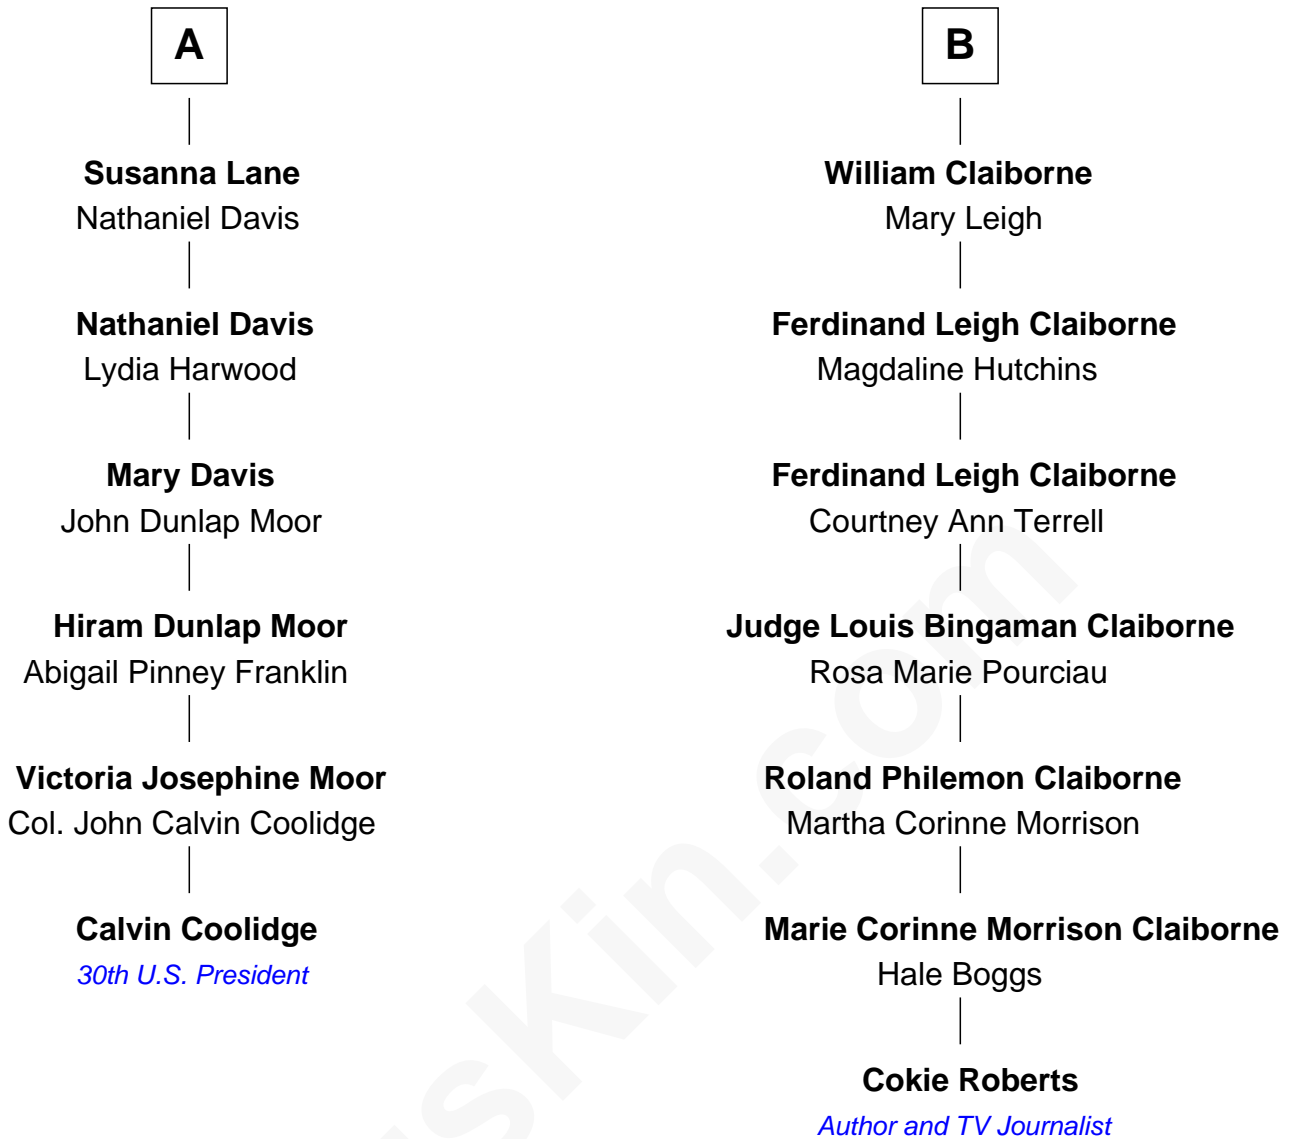 A
Susanna Lane
Nathaniel Davis
Nathaniel Davis
Lydia Harwood
Mary Davis
John Dunlap Moor
Hiram Dunlap Moor
Abigail Pinney Franklin
Victoria Josephine Moor
Col. John Calvin Coolidge
Calvin Coolidge
30th U.S. President
B
William Claiborne
Mary Leigh
Ferdinand Leigh Claiborne
Magdaline Hutchins
Ferdinand Leigh Claiborne
Courtney Ann Terrell
Judge Louis Bingaman Claiborne
Rosa Marie Pourciau
Roland Philemon Claiborne
Martha Corinne Morrison
Marie Corinne Morrison Claiborne
Hale Boggs
Cokie Roberts
Author and TV Journalist
usKin.com